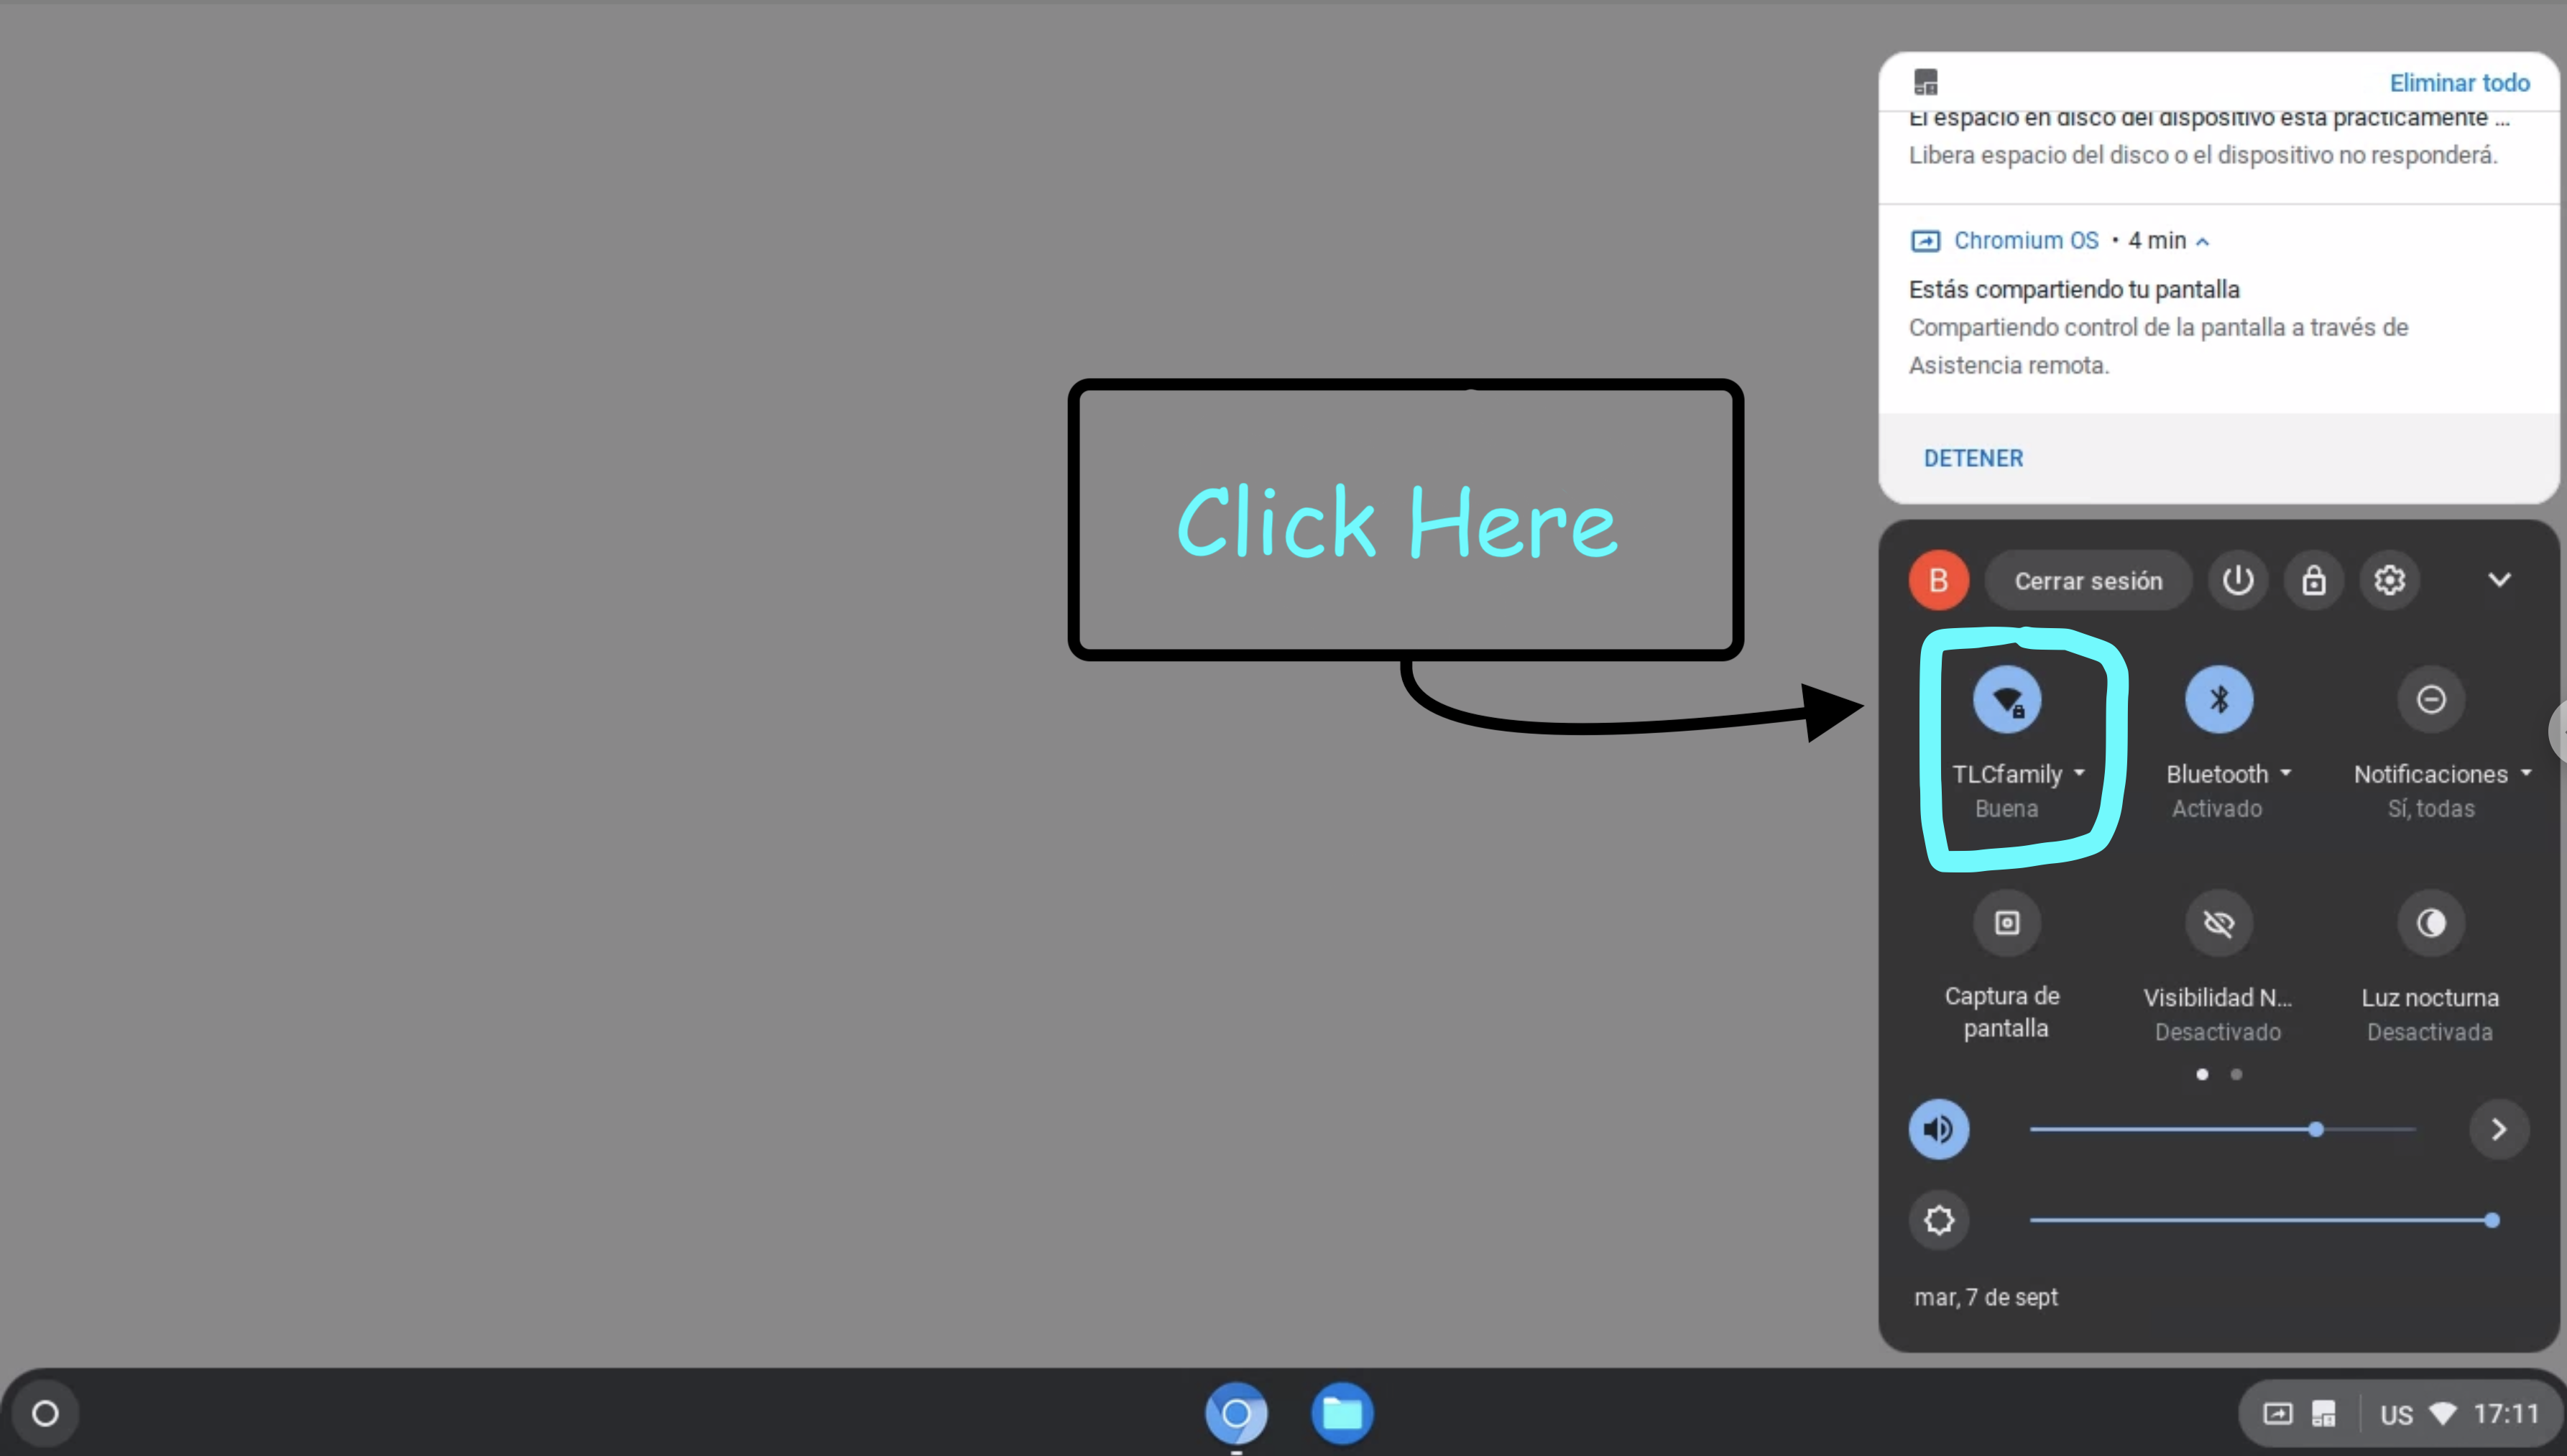 Eliminar todo
El espacio en disco del dispositivo está prácticamente ...
Libera espacio del disco o el dispositivo no responderá.
Chromium OS • 4 min
Estás compartiendo tu pantalla
Compartiendo control de la pantalla a través de
Asistencia remota.
DETENER
Click Here
B Cerrar sesión
TLCfamily Bluetooth Notificaciones
Buena Activado Sí, todas
Captura de pantalla Visibilidad N... Luz nocturna
Desactivado Desactivada
mar, 7 de sept
US 17:11